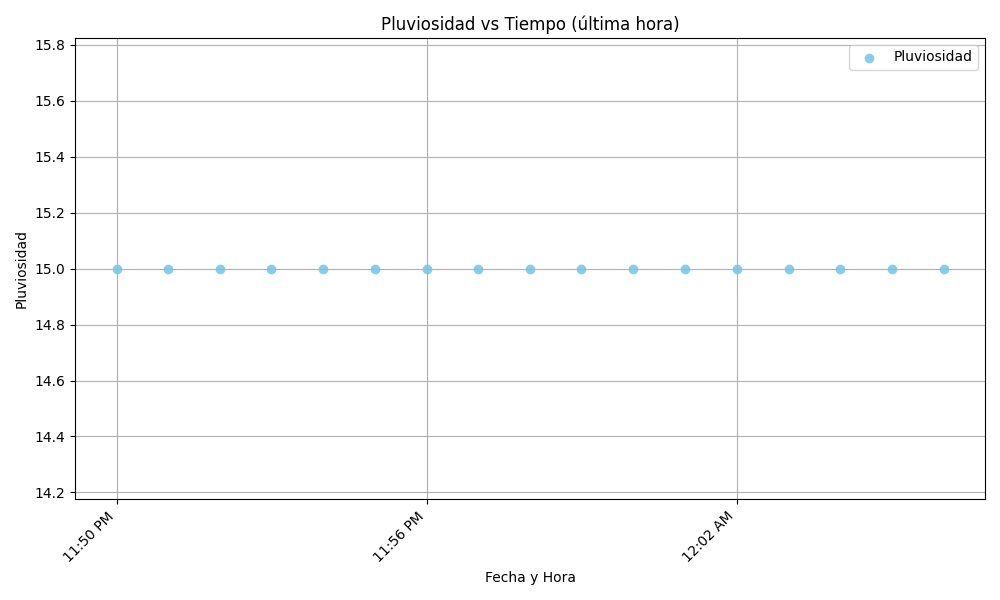 Pluviosidad vs Tiempo (última hora)
Pluviosidad
15.8
15.6
15.4
15.2
15.0
14.8
14.6
14.4
14.2
Pluviosidad
11:50 PM
11:56 PM
12:02 AM
Fecha y Hora